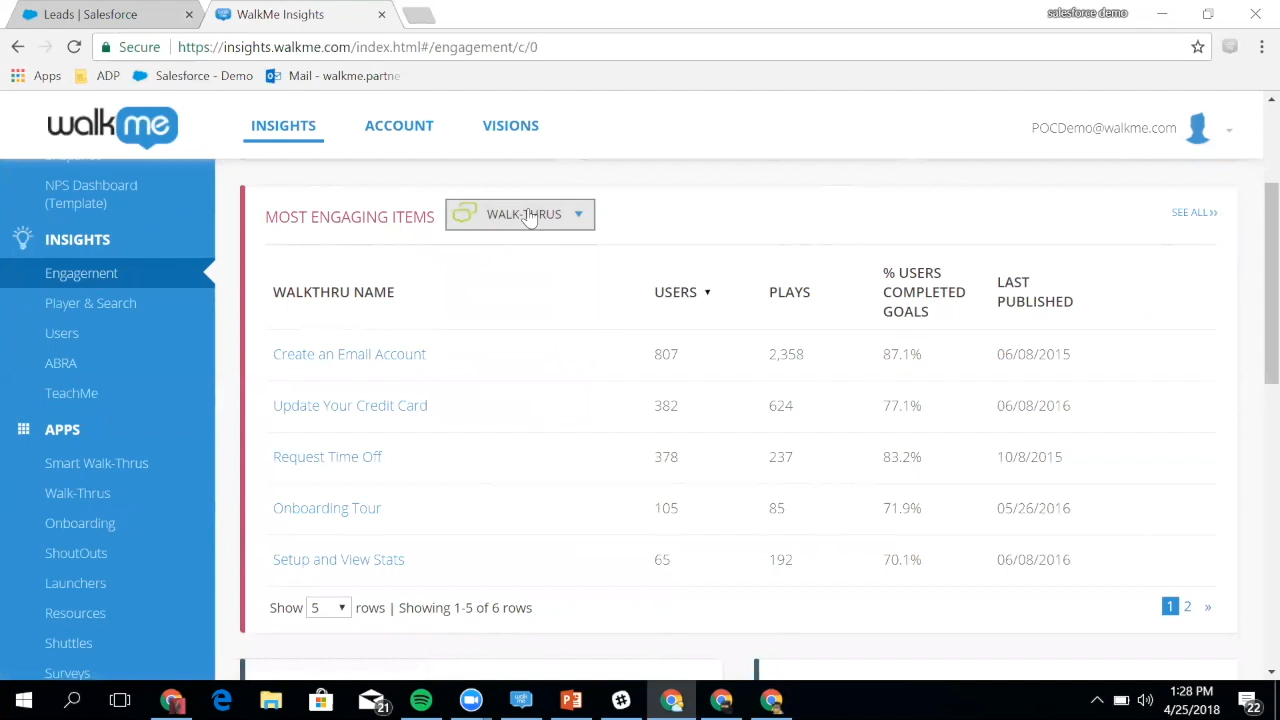 Leads | Salesforce
WalkMe Insights
salesforce demo
Secure
https://insights.walkme.com/index.html#/engagement/c/0
Apps
ADP
Salesforce - Demo
Mail - walkme.partne
walkme
INSIGHTS
ACCOUNT
VISIONS
POCDemo@walkme.com
NPS Dashboard
(Template)
INSIGHTS
Engagement
Player & Search
Users
ABRA
TeachMe
APPS
Smart Walk-Thrus
Walk-Thrus
Onboarding
ShoutOuts
Launchers
Resources
Shuttles
Surveys
MOST ENGAGING ITEMS
WALK-THRUS
SEE ALL »
WALKTHRU NAME
USERS
PLAYS
% USERS
COMPLETED
GOALS
LAST
PUBLISHED
Create an Email Account 807 2,358 87.1% 06/08/2015
Update Your Credit Card 382 624 77.1% 06/08/2016
Request Time Off 378 237 83.2% 10/8/2015
Onboarding Tour 105 85 71.9% 05/26/2016
Setup and View Stats 65 192 70.1% 06/08/2016
Show 5 rows | Showing 1-5 of 6 rows
1 2 »
21
walk me
1:28 PM
4/25/2018
22